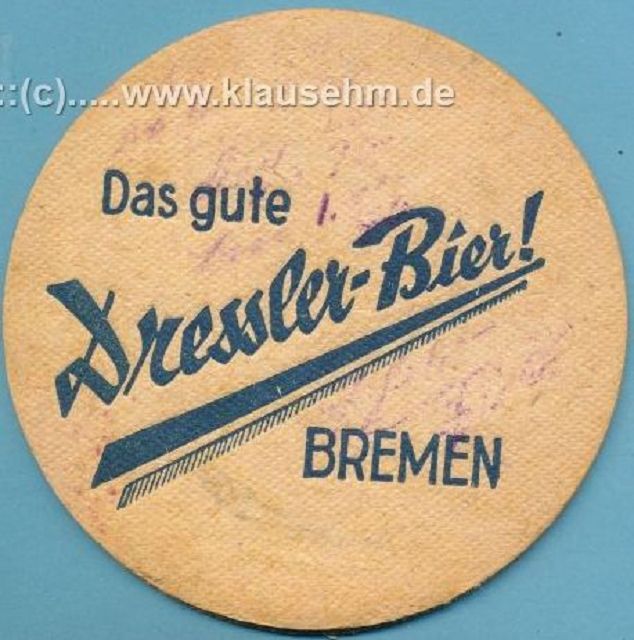 ::(c).....www.klausehm.de
Das gute
Dressler-Bier!
BREMEN